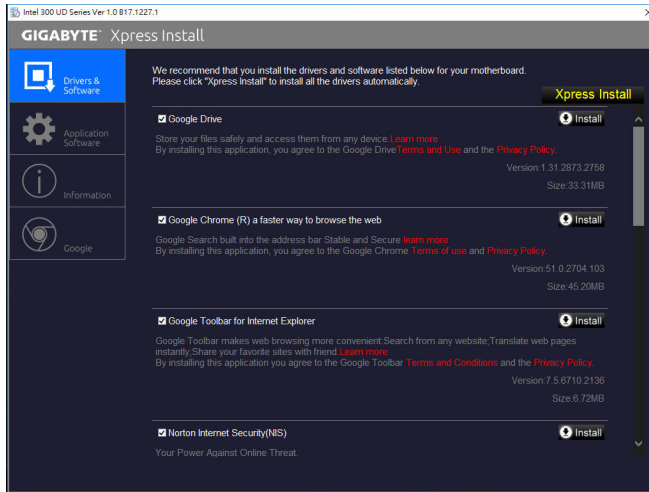 Intel 300 UD Series Ver 1.0 B17.1227.1
GIGABYTE™ Xpress Install
Drivers &
Software
Application
Software
Information
Google
We recommend that you install the drivers and software listed below for your motherboard.
Please click "Xpress Install" to install all the drivers automatically.
Xpress Install
Google Drive
Install
Store your files safely and access them from any device.Learn more
By installing this application, you agree to the Google DriveTerms and Use and the Privacy Policy.
Version:1.31.2873.2758
Size:33.31MB
Google Chrome (R) a faster way to browse the web
Install
Google Search built into the address bar Stable and Secure learn more
By installing this application, you agree to the Google Chrome Terms of use and Privacy Policy.
Version:51.0.2704.103
Size:45.20MB
Google Toolbar for Internet Explorer
Install
Google Toolbar makes web browsing more convenient.Search from any website;Translate web pages
instantly;Share your favorite sites with friend.Learn more
By installing this application you agree to the Google Toolbar Terms and Conditions and the Privacy Policy.
Version:7.5.6710.2136
Size:6.72MB
Norton Internet Security(NIS)
Install
Your Power Against Online Threat.